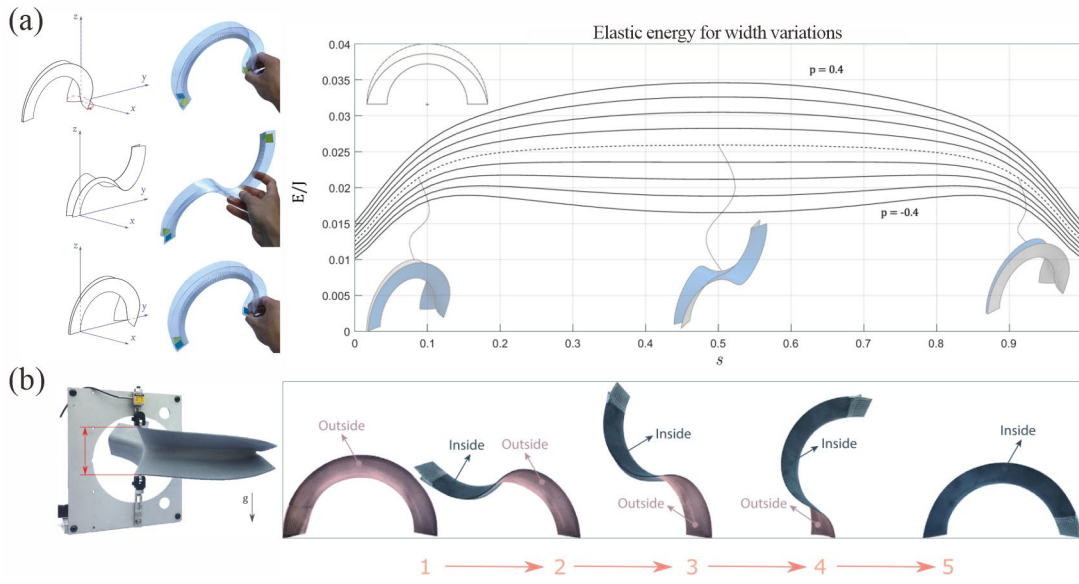 (a)
z
y
x
z
y
x
z
y
x
Elastic energy for width variations
0.04
0.035
0.03
0.025
0.02
0.015
0.01
0.005
0
E/J
p = 0.4
p = -0.4
0 0.1 0.2 0.3 0.4 0.5 0.6 0.7 0.8 0.9
s
(b)
g
Outside
Inside
Outside
Inside
Outside
Inside
Outside
Inside
1 2 3 4 5